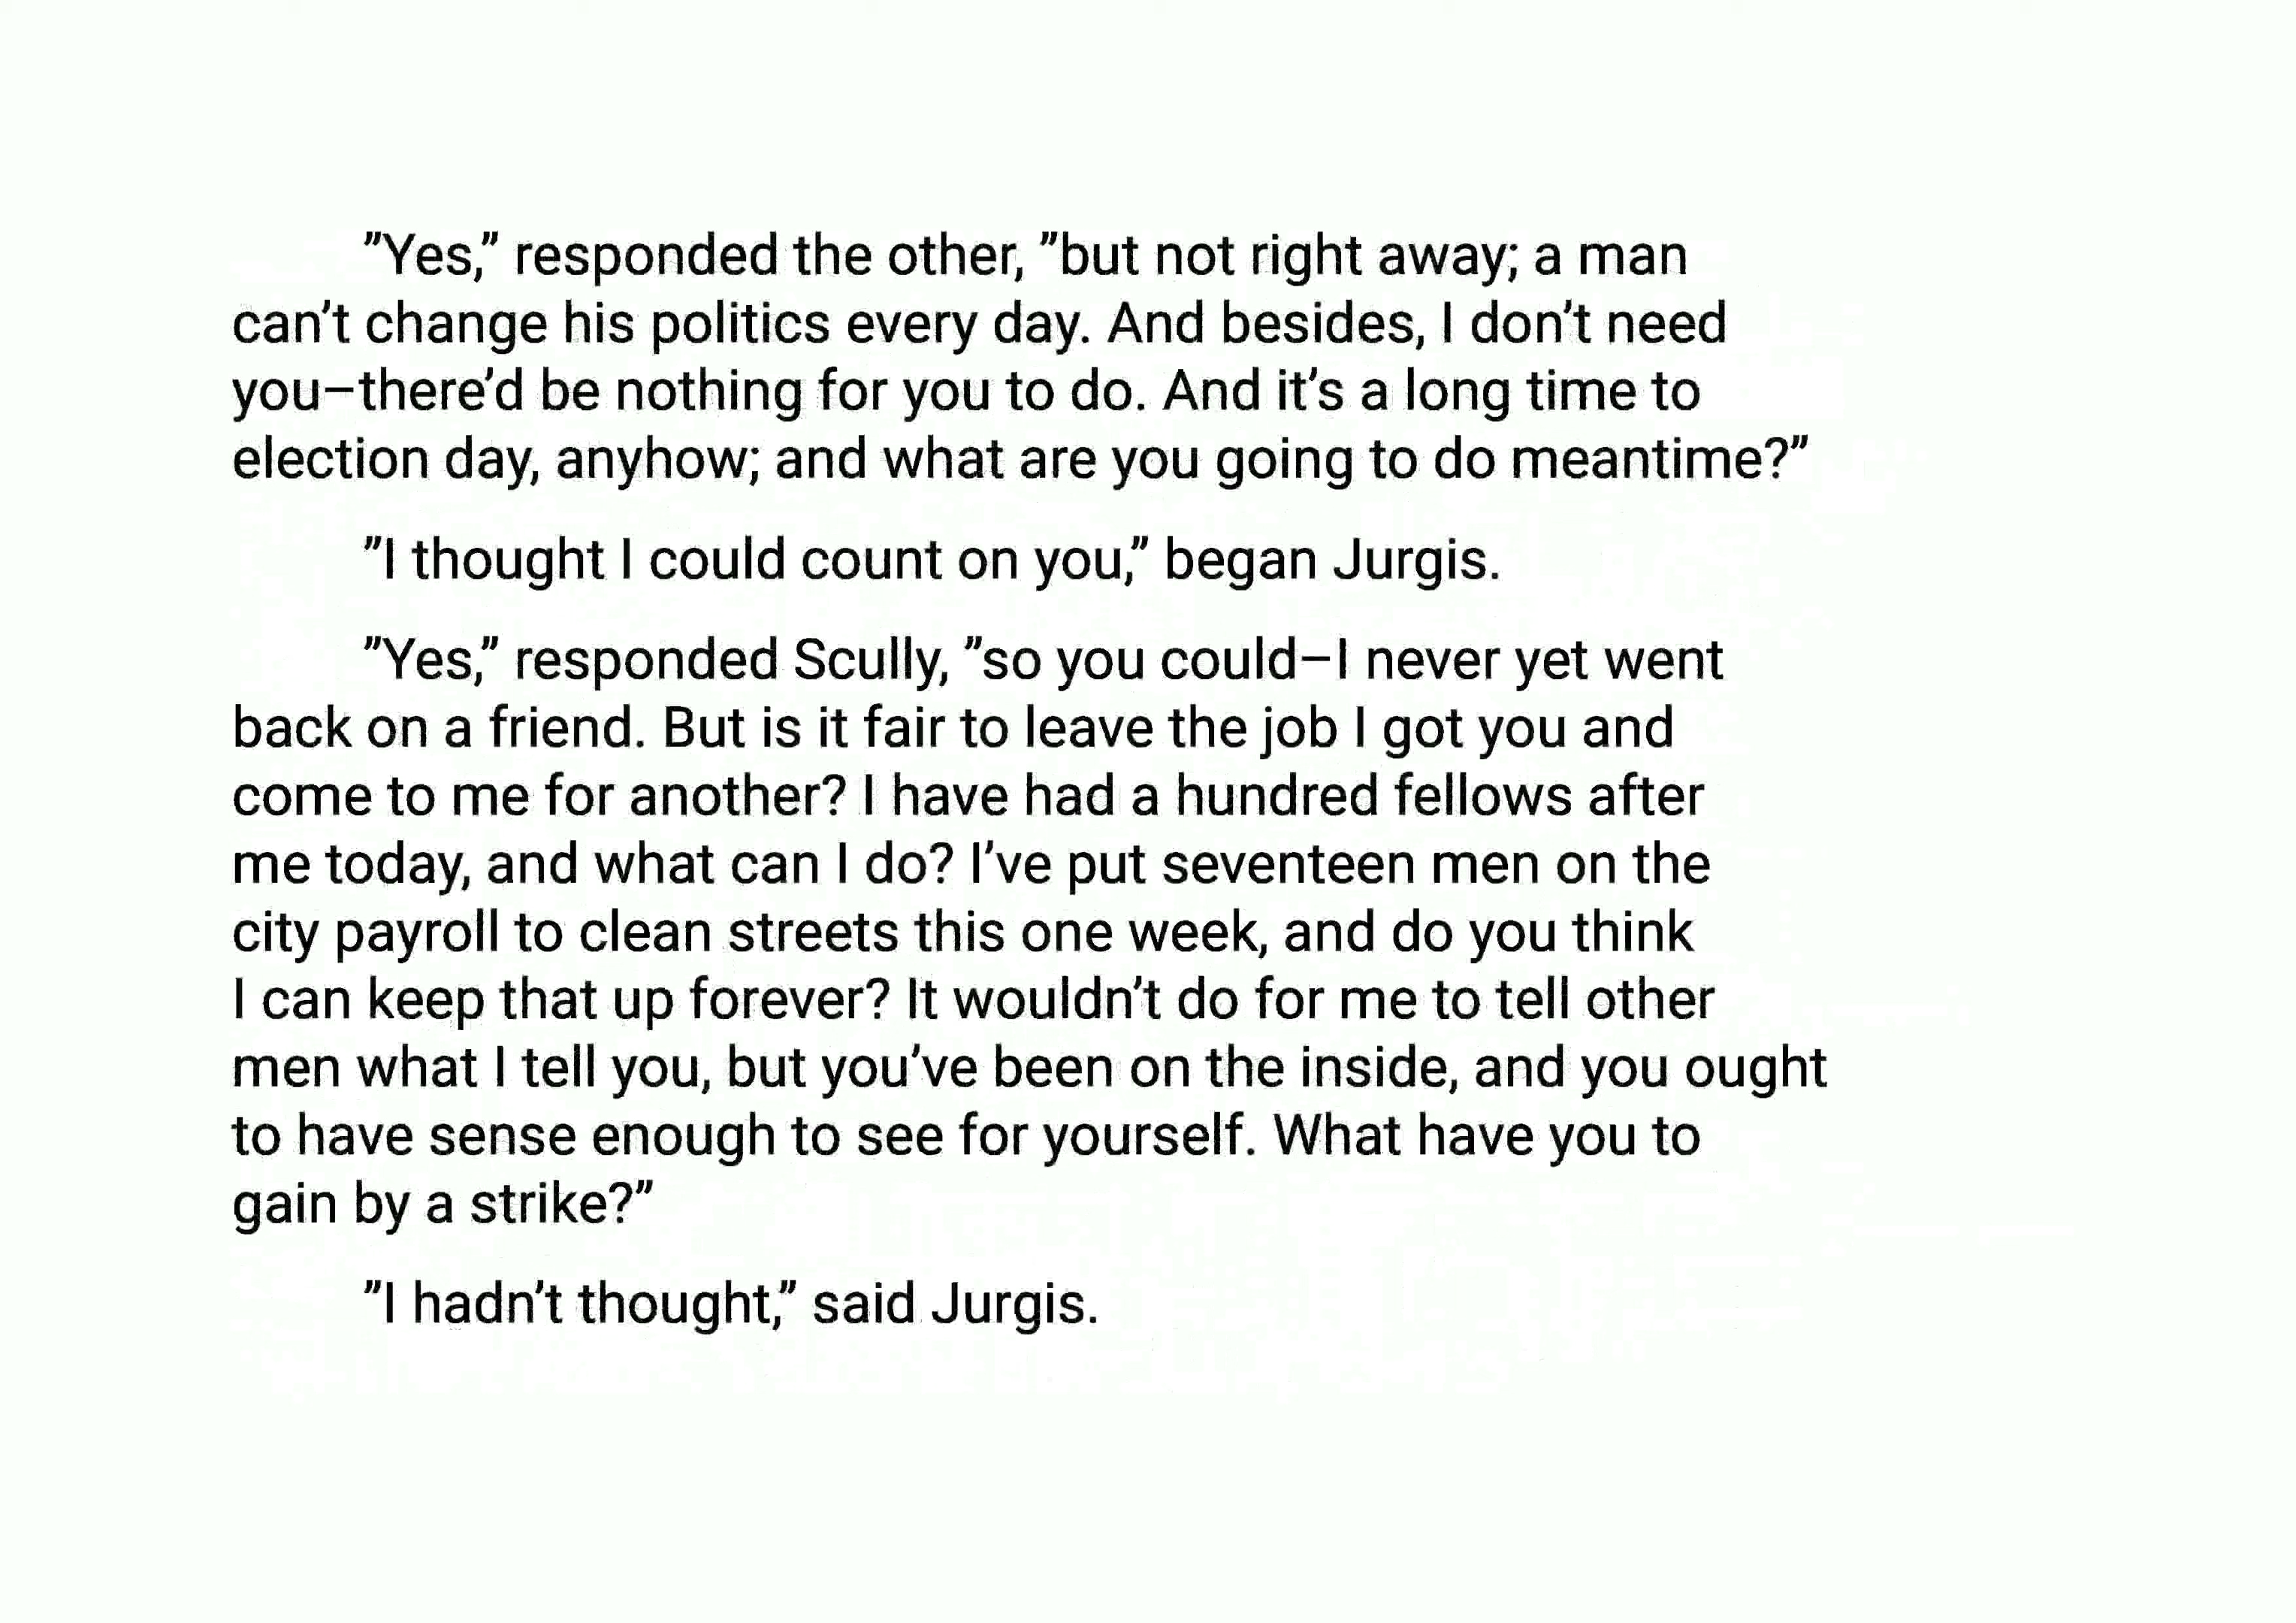 ”Yes,” responded the other, ”but not right away; a man
can’t change his politics every day. And besides, I don’t need
you–there’d be nothing for you to do. And it’s a long time to
election day, anyhow; and what are you going to do meantime?”
”I thought I could count on you,” began Jurgis.
”Yes,” responded Scully, ”so you could–I never yet went
back on a friend. But is it fair to leave the job I got you and
come to me for another? I have had a hundred fellows after
me today, and what can I do? I’ve put seventeen men on the
city payroll to clean streets this one week, and do you think
I can keep that up forever? It wouldn’t do for me to tell other
men what I tell you, but you’ve been on the inside, and you ought
to have sense enough to see for yourself. What have you to
gain by a strike?”
”I hadn’t thought,” said Jurgis.